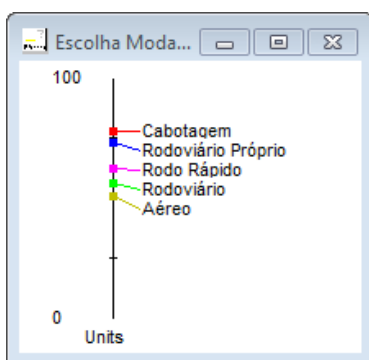 Escolha Moda...
100
Cabotagem
Rodoviário Próprio
Rodo Rápido
Rodoviário
Aéreo
0
Units